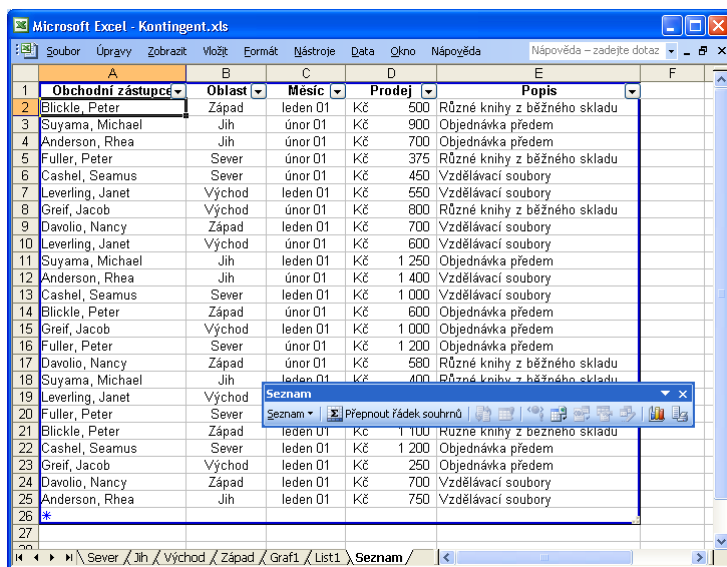 Microsoft Excel - Kontingent.xls
Soubor Úpravy Zobrazit Vložit Formát Nástroje Data Okno Nápověda Nápověda – zadejte dotaz
A B C D E F
1 Obchodní zástupce Oblast Měsíc Prodej Popis
2 Blickle, Peter Západ leden 01 Kč 500 Různé knihy z běžného skladu
3 Suyama, Michael Jih únor 01 Kč 900 Objednávka předem
4 Anderson, Rhea Jih únor 01 Kč 700 Objednávka předem
5 Fuller, Peter Sever únor 01 Kč 375 Různé knihy z běžného skladu
6 Cashel, Seamus Sever únor 01 Kč 450 Vzdělávací soubory
7 Leverling, Janet Východ leden 01 Kč 550 Vzdělávací soubory
8 Greif, Jacob Východ únor 01 Kč 800 Různé knihy z běžného skladu
9 Davolio, Nancy Západ únor 01 Kč 700 Vzdělávací soubory
10 Leverling, Janet Východ únor 01 Kč 600 Vzdělávací soubory
11 Suyama, Michael Jih únor 01 Kč 1 250 Objednávka předem
12 Anderson, Rhea Jih leden 01 Kč 1 400 Vzdělávací soubory
13 Cashel, Seamus Sever leden 01 Kč 1 000 Vzdělávací soubory
14 Blickle, Peter Západ únor 01 Kč 600 Objednávka předem
15 Greif, Jacob Východ leden 01 Kč 1 000 Objednávka předem
16 Fuller, Peter Sever únor 01 Kč 1 200 Objednávka předem
17 Davolio, Nancy Západ leden 01 Kč 580 Různé knihy z běžného skladu
18 Suyama, Michael Jih leden 01 Kč 400 Různé knihy z běžného skladu
19 Leverling, Janet Východ
Seznam
20 Fuller, Peter Sever
Seznam Přepnout řádek souhrnů
21 Blickle, Peter Západ leden 01 Kč 1 100 Různé knihy z běžného skladu
22 Cashel, Seamus Sever leden 01 Kč 1 200 Objednávka předem
23 Greif, Jacob Východ leden 01 Kč 250 Objednávka předem
24 Davolio, Nancy Západ leden 01 Kč 700 Vzdělávací soubory
25 Anderson, Rhea Jih leden 01 Kč 750 Vzdělávací soubory
26 *
27
Sever Jih Východ Západ Graf1 List1 Seznam